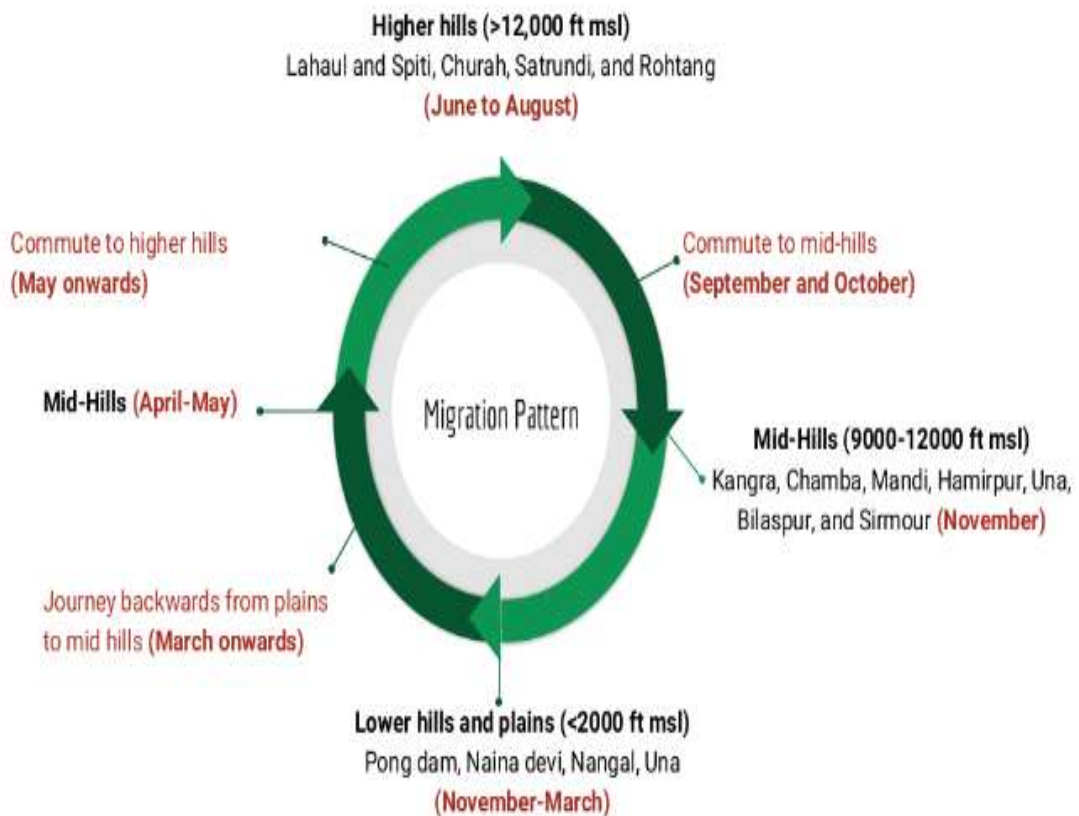 Higher hills (>12,000 ft msl)
Lahaul and Spiti, Churah, Satrundi, and Rohtang
(June to August)
Commute to higher hills
(May onwards)
Commute to mid-hills
(September and October)
Mid-Hills (April-May)
Migration Pattern
Mid-Hills (9000-12000 ft msl)
Kangra, Chamba, Mandi, Hamirpur, Una,
Bilaspur, and Sirmour (November)
Journey backwards from plains
to mid hills (March onwards)
Lower hills and plains (<2000 ft msl)
Pong dam, Naina devi, Nangal, Una
(November-March)